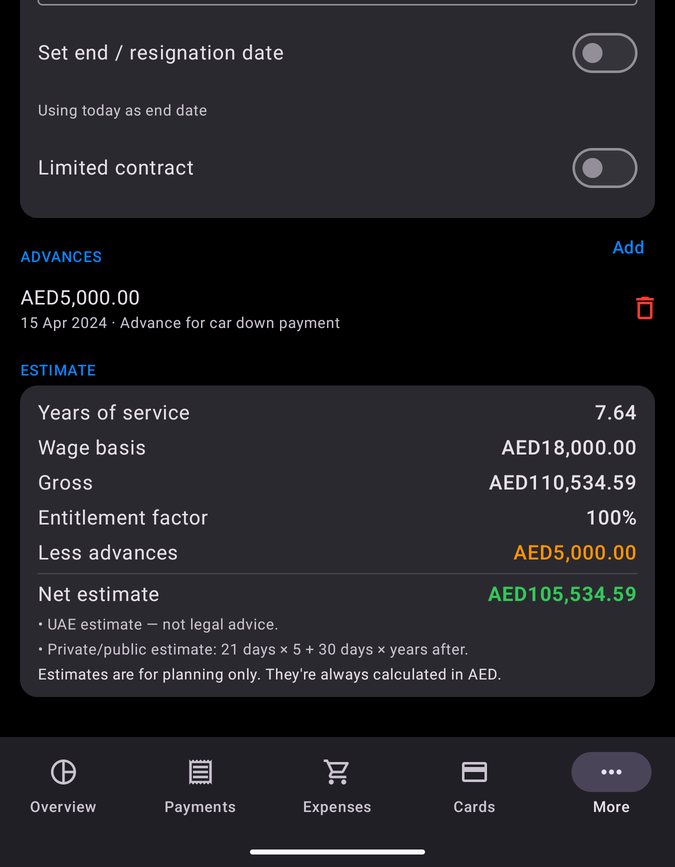 Set end / resignation date
Using today as end date
Limited contract
ADVANCES
Add
AED5,000.00
15 Apr 2024 · Advance for car down payment
ESTIMATE
Years of service 7.64
Wage basis AED18,000.00
Gross AED110,534.59
Entitlement factor 100%
Less advances AED5,000.00
Net estimate AED105,534.59
• UAE estimate — not legal advice.
• Private/public estimate: 21 days × 5 + 30 days × years after.
Estimates are for planning only. They're always calculated in AED.
Overview Payments Expenses Cards More